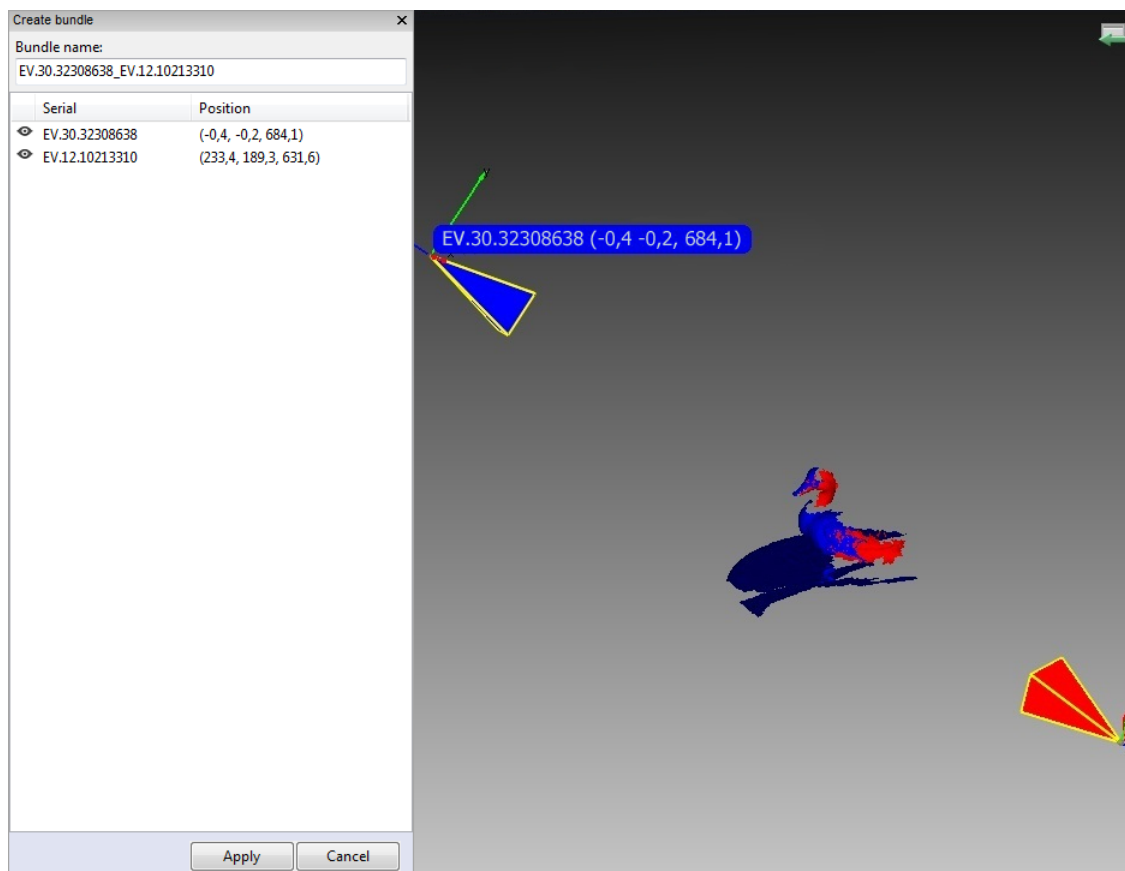 Create bundle
Bundle name:
EV.30.32308638_EV.12.10213310
Serial Position
EV.30.32308638 (-0,4, -0,2, 684,1)
EV.12.10213310 (233,4, 189,3, 631,6)
EV.30.32308638 (-0,4 -0,2, 684,1)
Apply Cancel